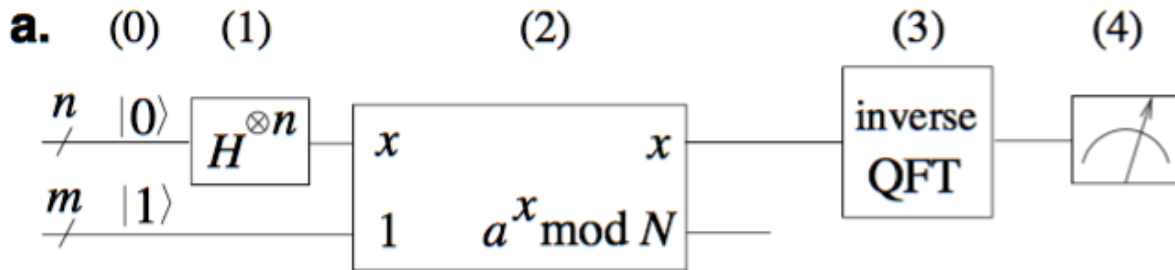 a. (0) (1) (2) (3) (4)
n |0⟩ H⊗n x x inverse QFT
m |1⟩ 1 a^x mod N